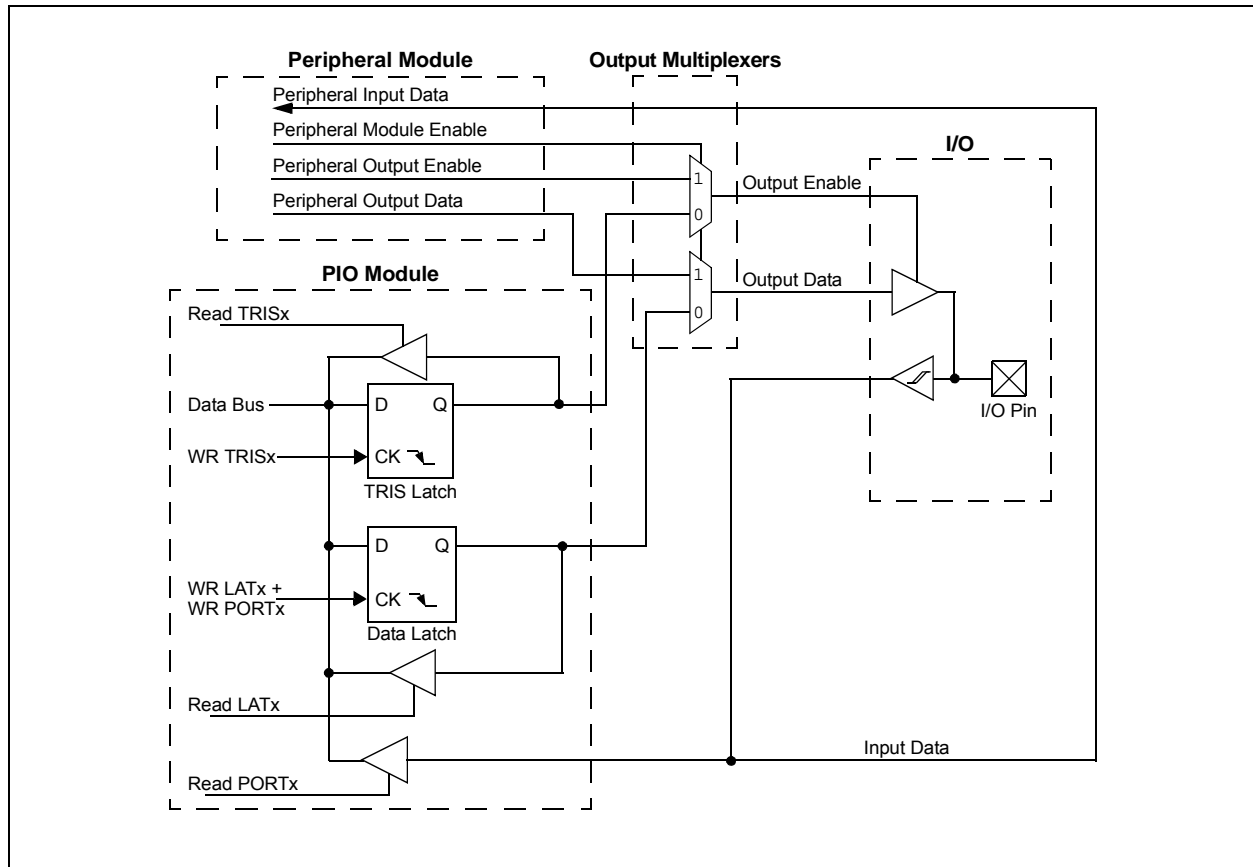 Peripheral Module
Output Multiplexers
Peripheral Input Data
Peripheral Module Enable
Peripheral Output Enable
Peripheral Output Data
I/O
1
0
Output Enable
1
0
Output Data
PIO Module
Read TRISx
Data Bus
D Q
WR TRISx
CK
TRIS Latch
I/O Pin
D Q
WR LATx +
WR PORTx
CK
Data Latch
Read LATx
Input Data
Read PORTx